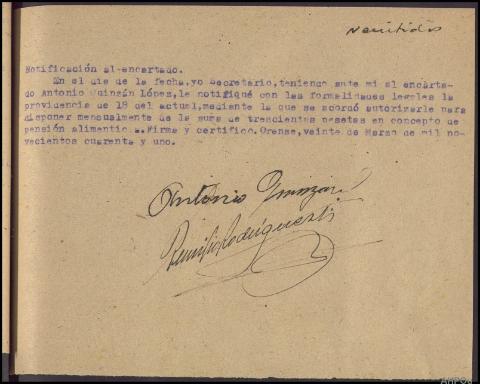 remitidos
Notificación al-encartado.
En el día de la fecha, yo Secretario, teniendo ante mi al encarta-
do Antonio Quinzán López, le notifiqué con las formalidades legales la
providencia de 18 del actual, mediante la que se acordó autorizarle para
disponer mensualmente de la suma de trescientas pesetas en concepto de
pensión alimenticia. Firma y certifico. Orense, veinte de Marzo de mil no-
vecientos cuarenta y uno.
Antonio Quinzán